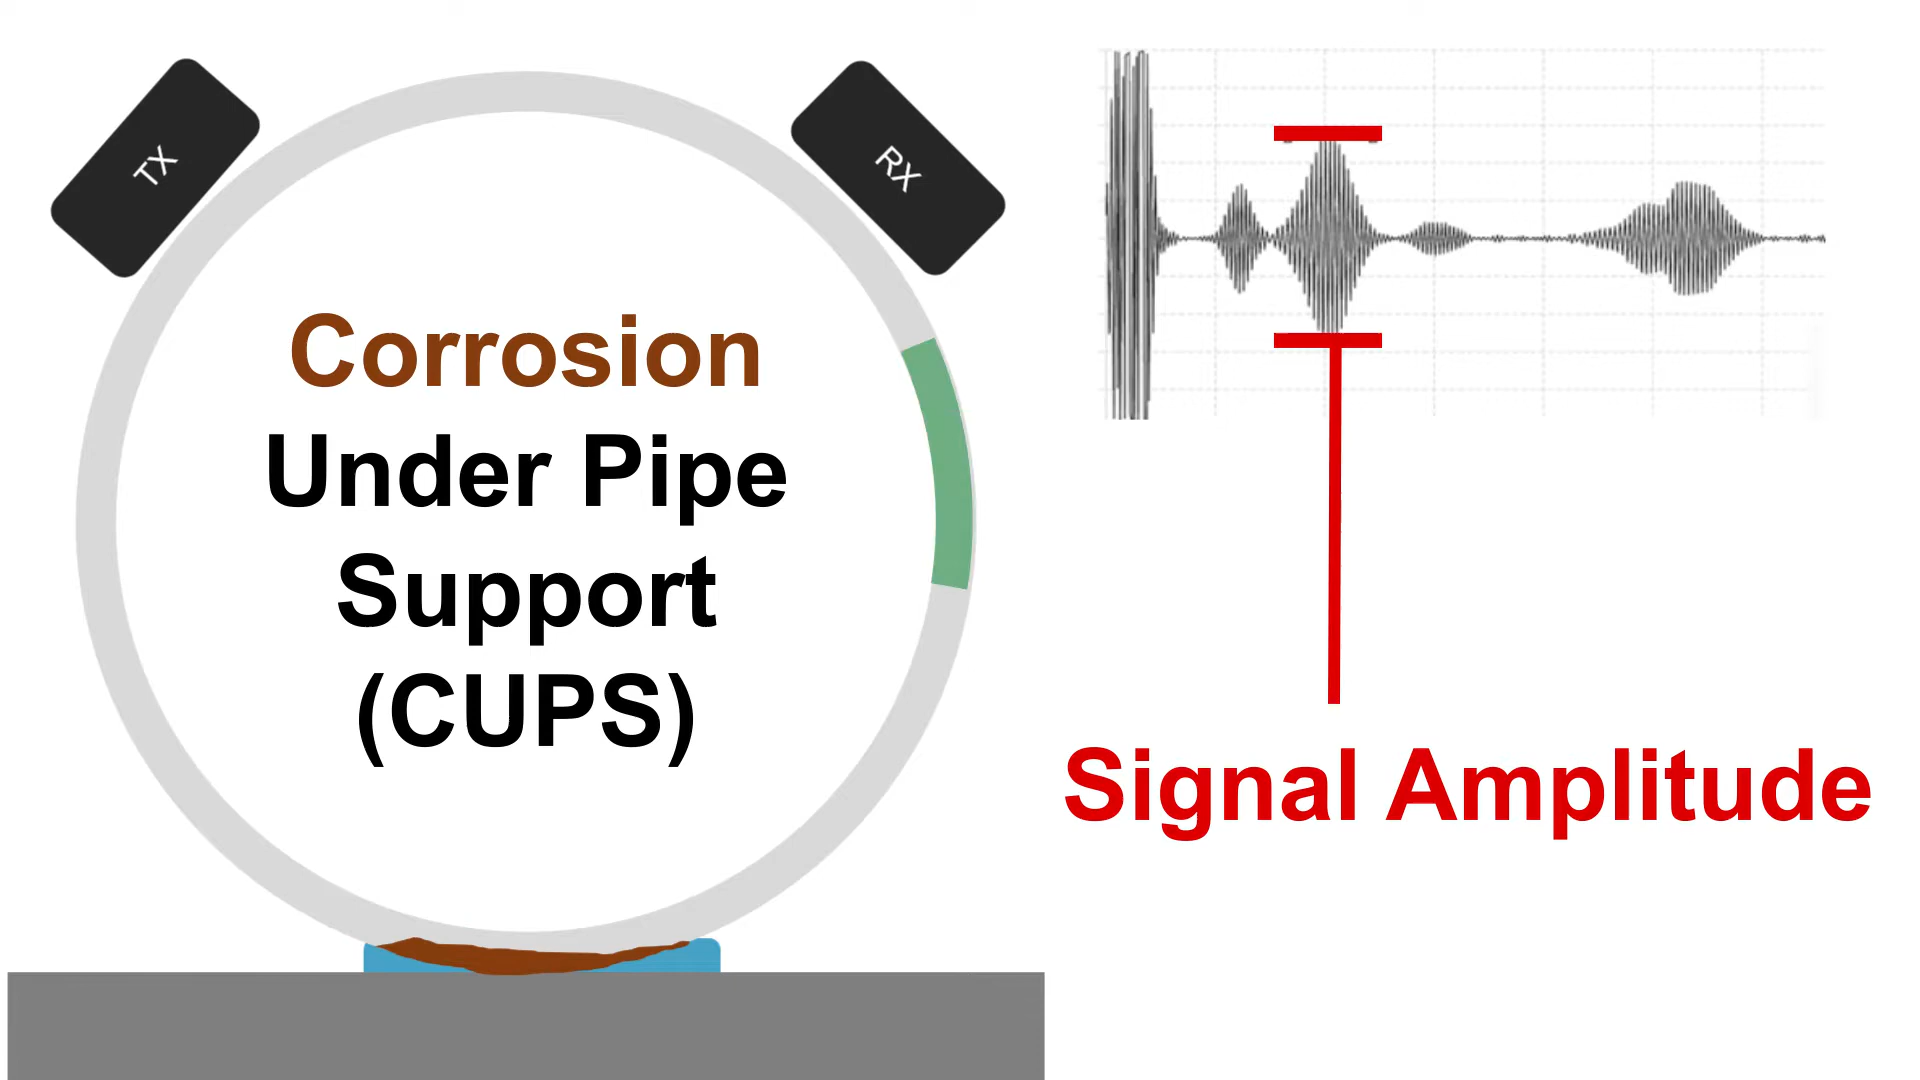 TX
RX
Corrosion
Under Pipe
Support
(CUPS)
Signal Amplitude